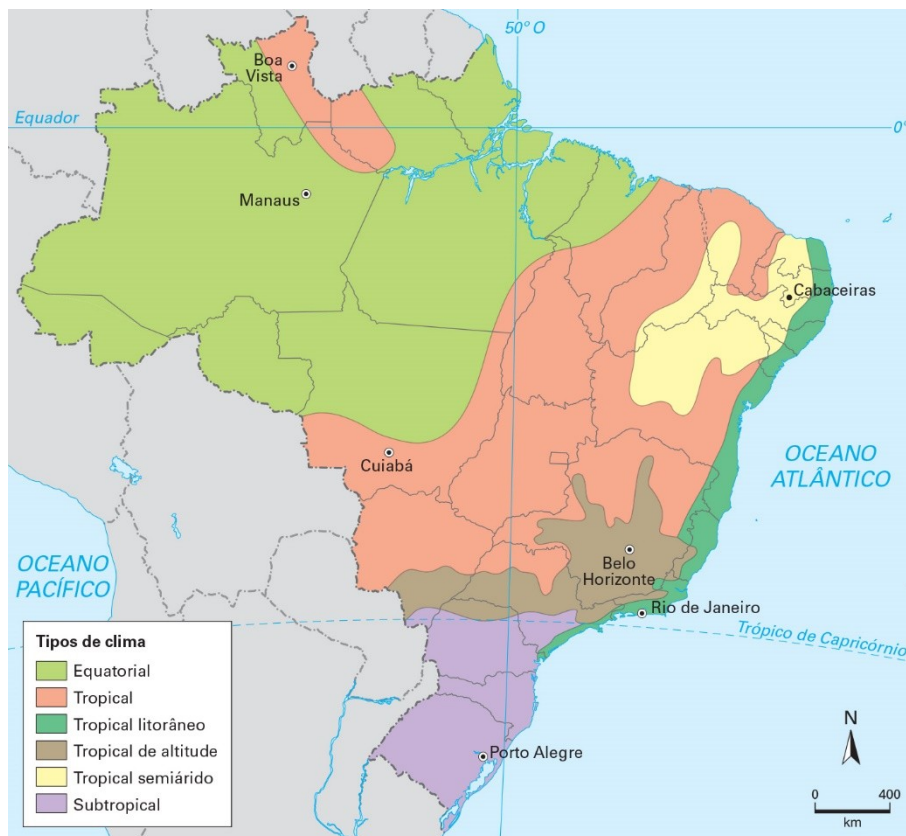 50° O
Boa
Vista
Equador
0°
Manaus
Cabaceiras
Cuiabá
OCEANO
ATLÂNTICO
OCEANO
PACÍFICO
Belo
Horizonte
Rio de Janeiro
Trópico de Capricórnio
Tipos de clima
Equatorial
Tropical
Tropical litorâneo
Tropical de altitude
Tropical semiárido
Subtropical
Porto Alegre
N
0 400
km